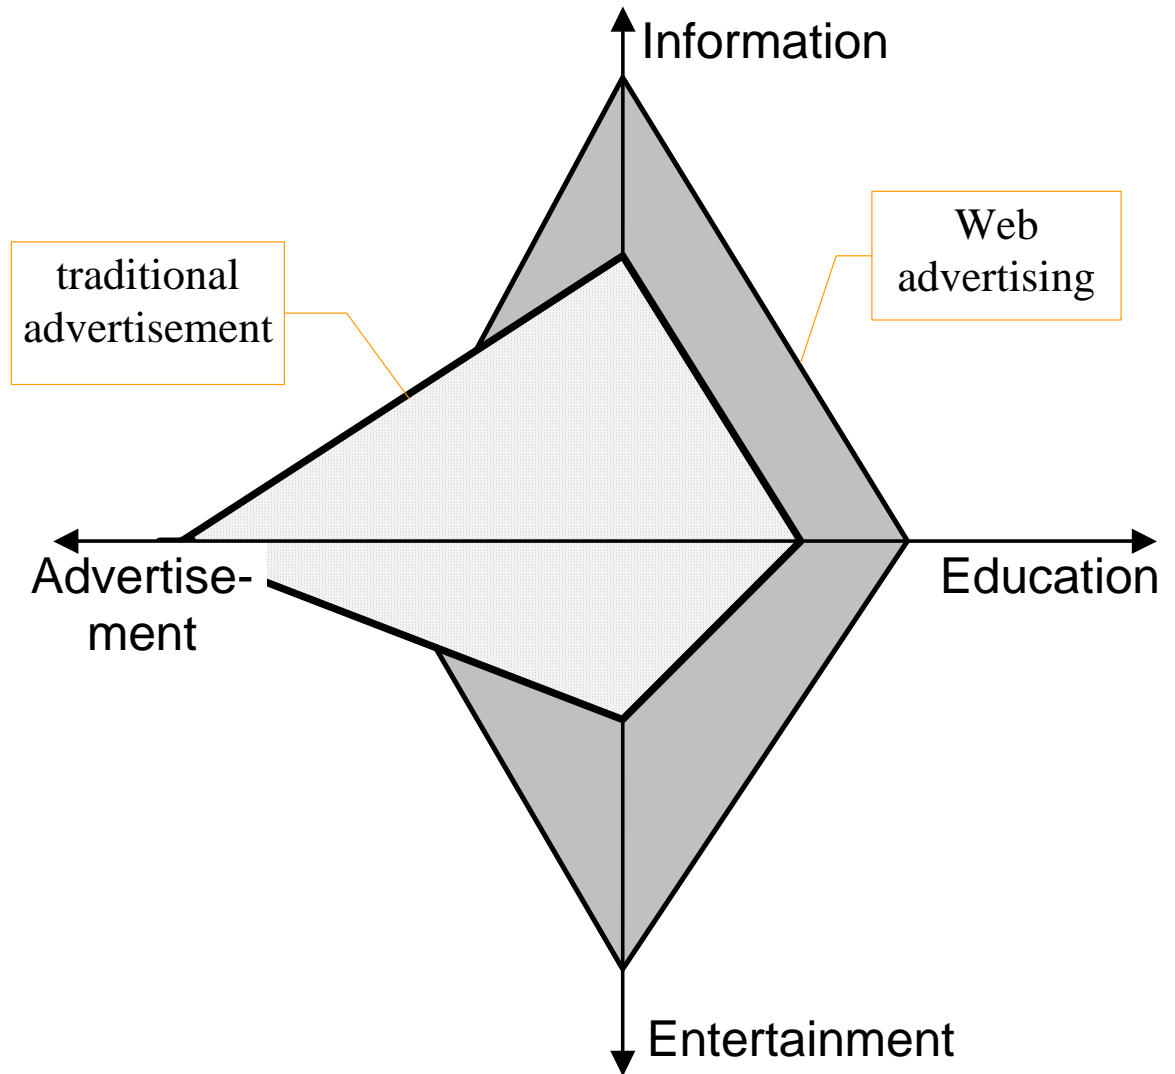 Information
Web
advertising
traditional
advertisement
Advertise-
ment
Education
Entertainment